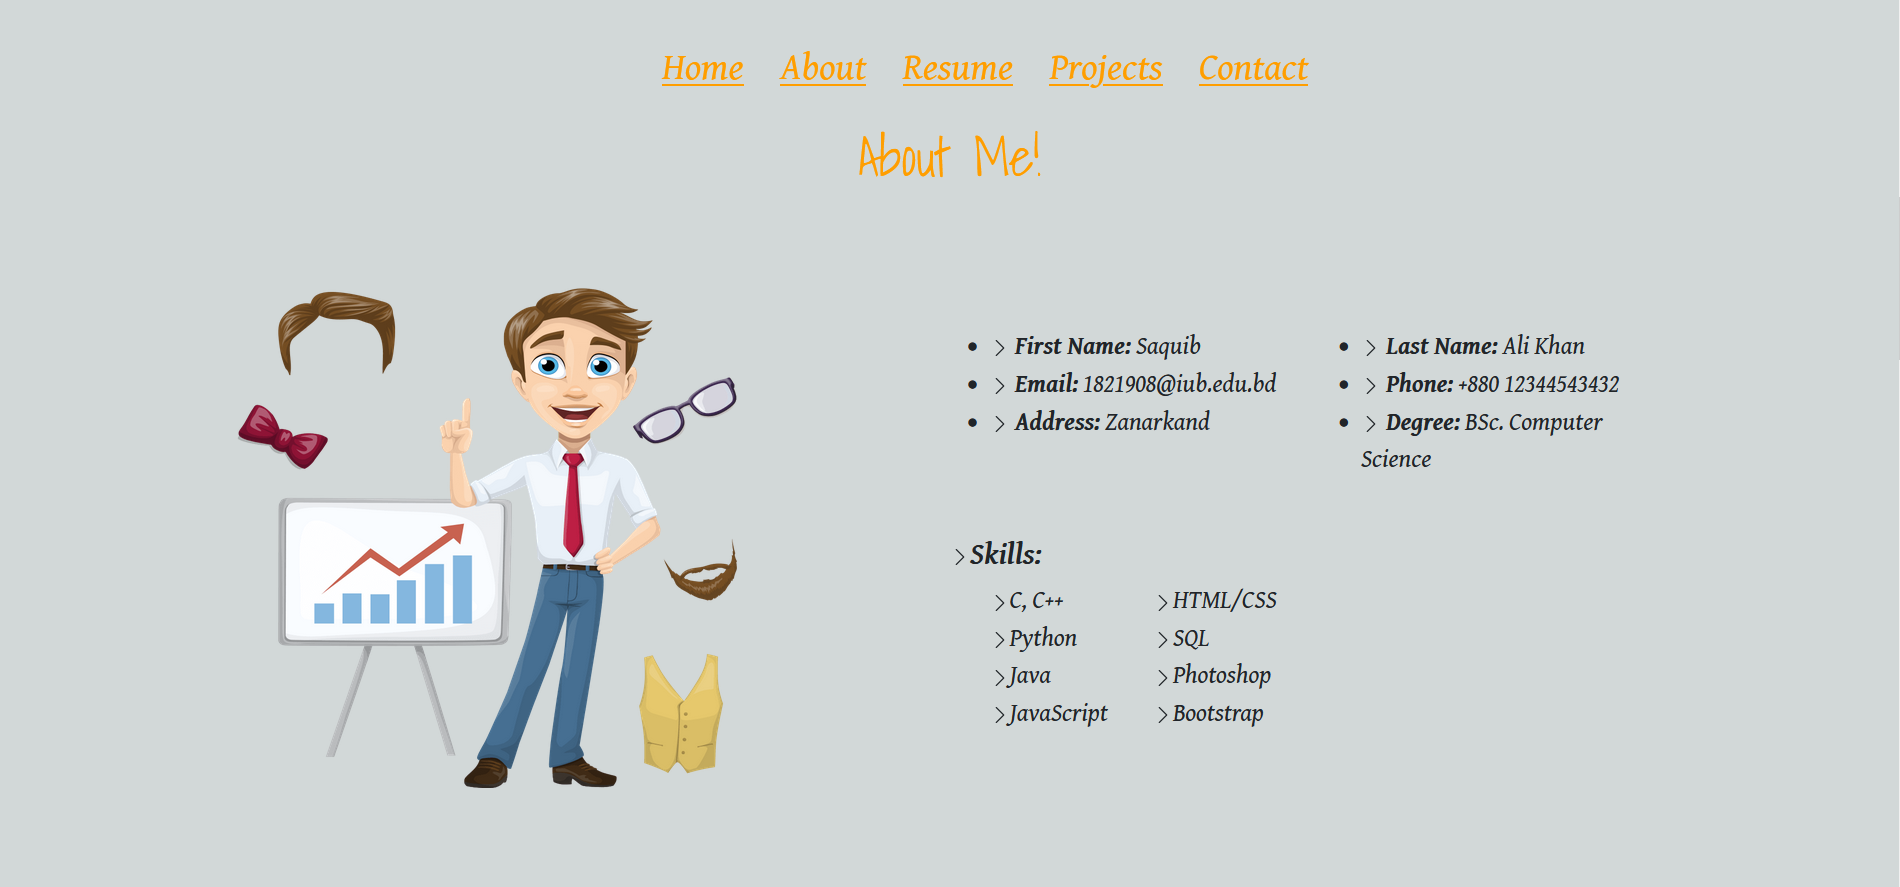 Home About Resume Projects Contact
About Me!
First Name: Saquib
Email: 1821908@iub.edu.bd
Address: Zanarkand
Last Name: Ali Khan
Phone: +880 12344543432
Degree: BSc. Computer
Science
Skills:
C, C++
Python
Java
JavaScript
HTML/CSS
SQL
Photoshop
Bootstrap